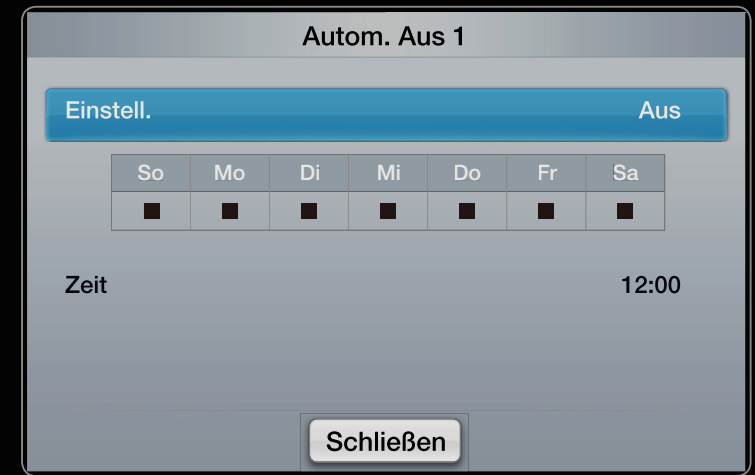 Autom. Aus 1
Einstell. Aus
So Mo Di Mi Do Fr Sa
Zeit 12:00
Schließen